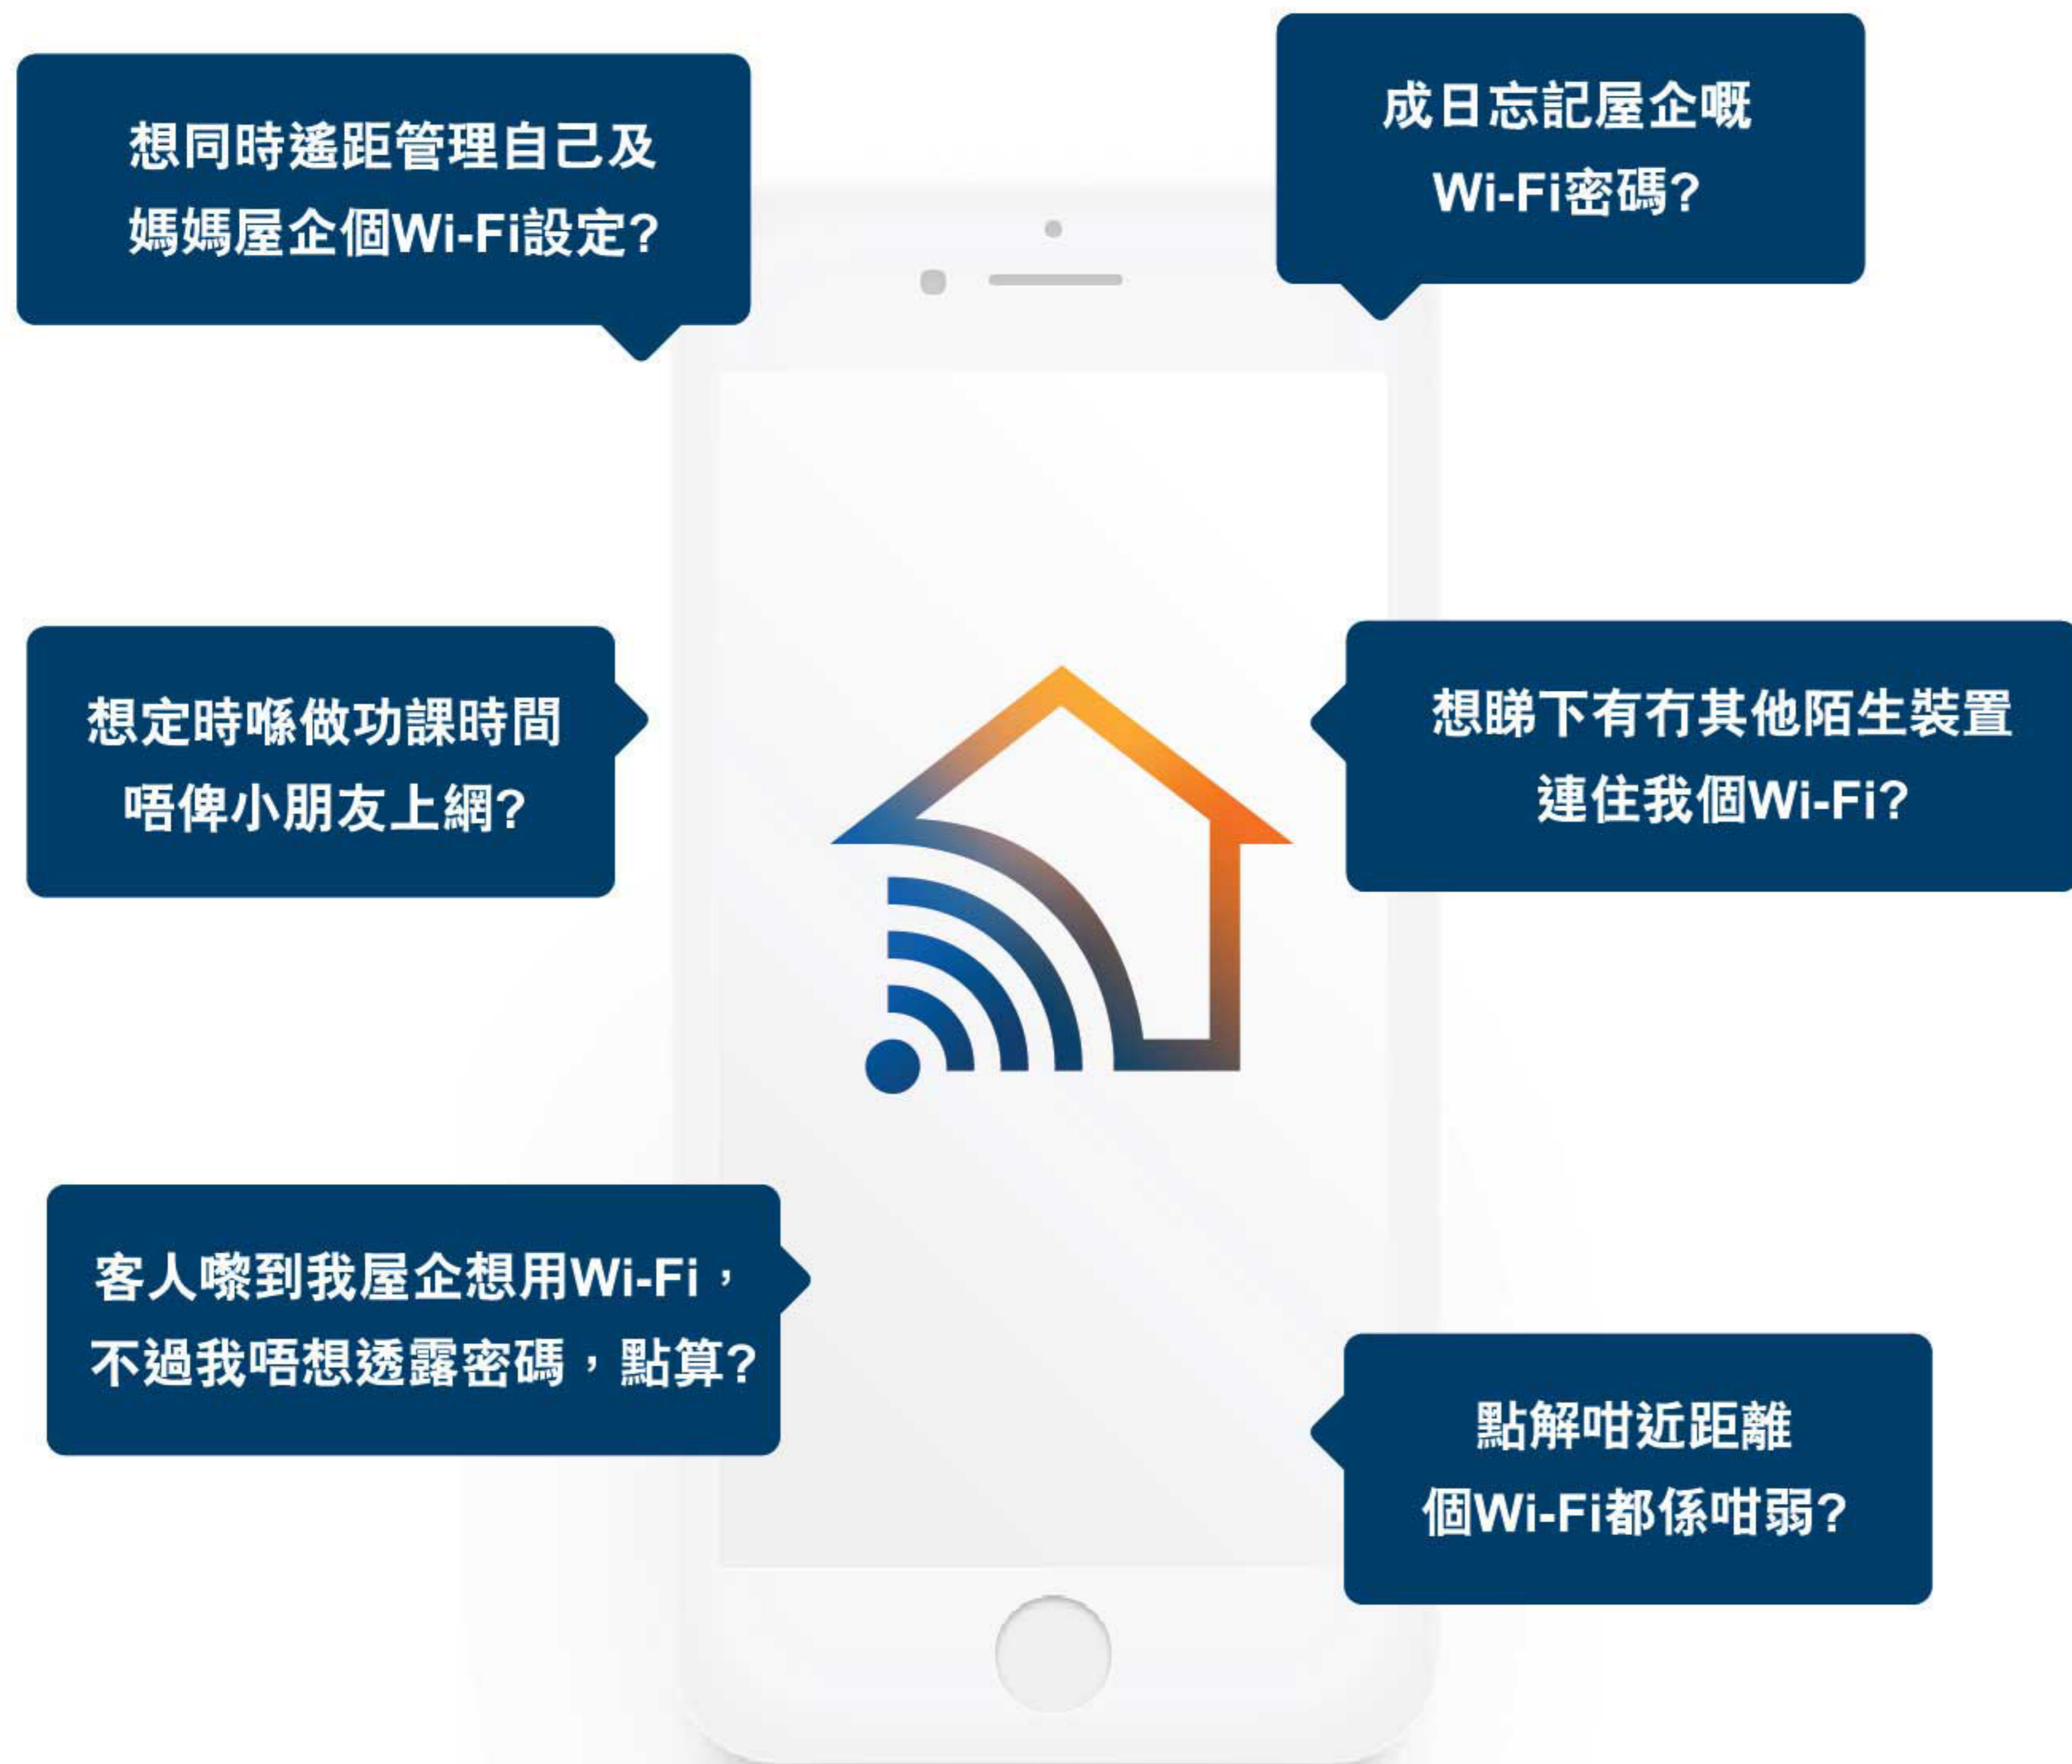 想同時遙距管理自己及
媽媽屋企個Wi-Fi設定?
成日忘記屋企嘅
Wi-Fi密碼?
想定時喺做功課時間
唔俾小朋友上網?
想睇下有冇其他陌生裝置
連住我個Wi-Fi?
客人嚟到我屋企想用Wi-Fi，
不過我唔想透露密碼，點算?
點解咁近距離
個Wi-Fi都係咁弱?